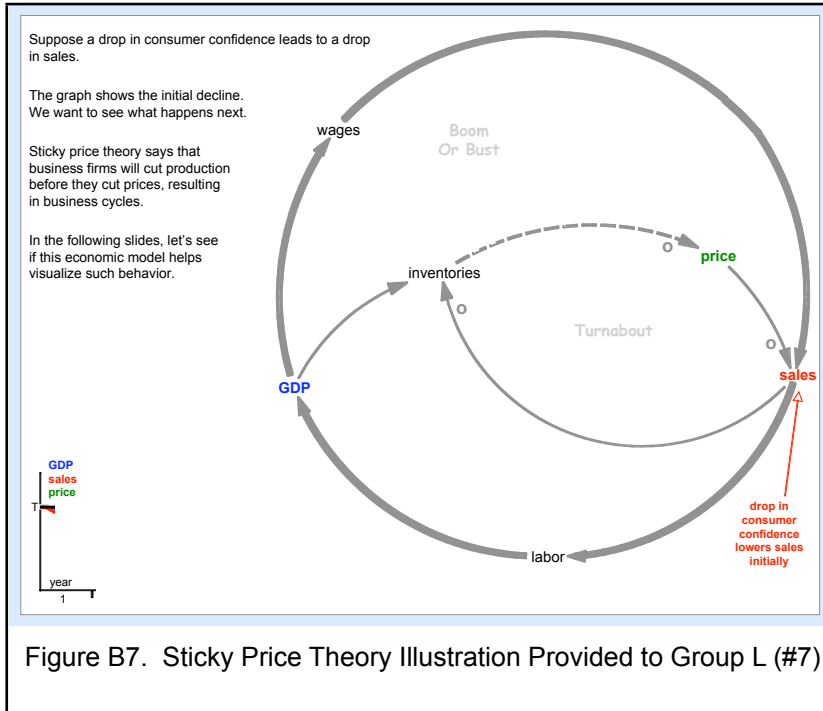 Suppose a drop in consumer confidence leads to a drop
in sales.
The graph shows the initial decline.
We want to see what happens next.
Sticky price theory says that
business firms will cut production
before they cut prices, resulting
in business cycles.
In the following slides, let's see
if this economic model helps
visualize such behavior.
wages
Boom
Or Bust
o
price
inventories
o
Turnabout
o
sales
GDP
GDP
sales
price
T
year
1
labor
drop in
consumer
confidence
lowers sales
initially
Figure B7. Sticky Price Theory Illustration Provided to Group L (#7)